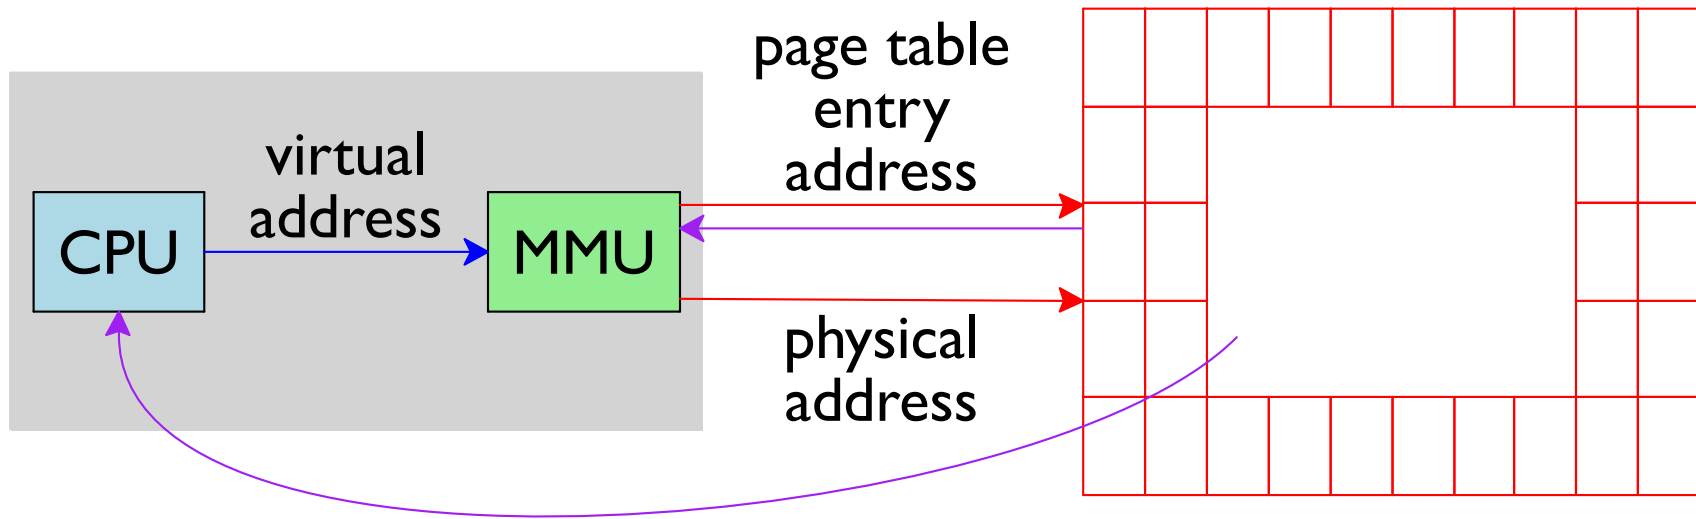 page table
entry
address
virtual
address
CPU
MMU
physical
address